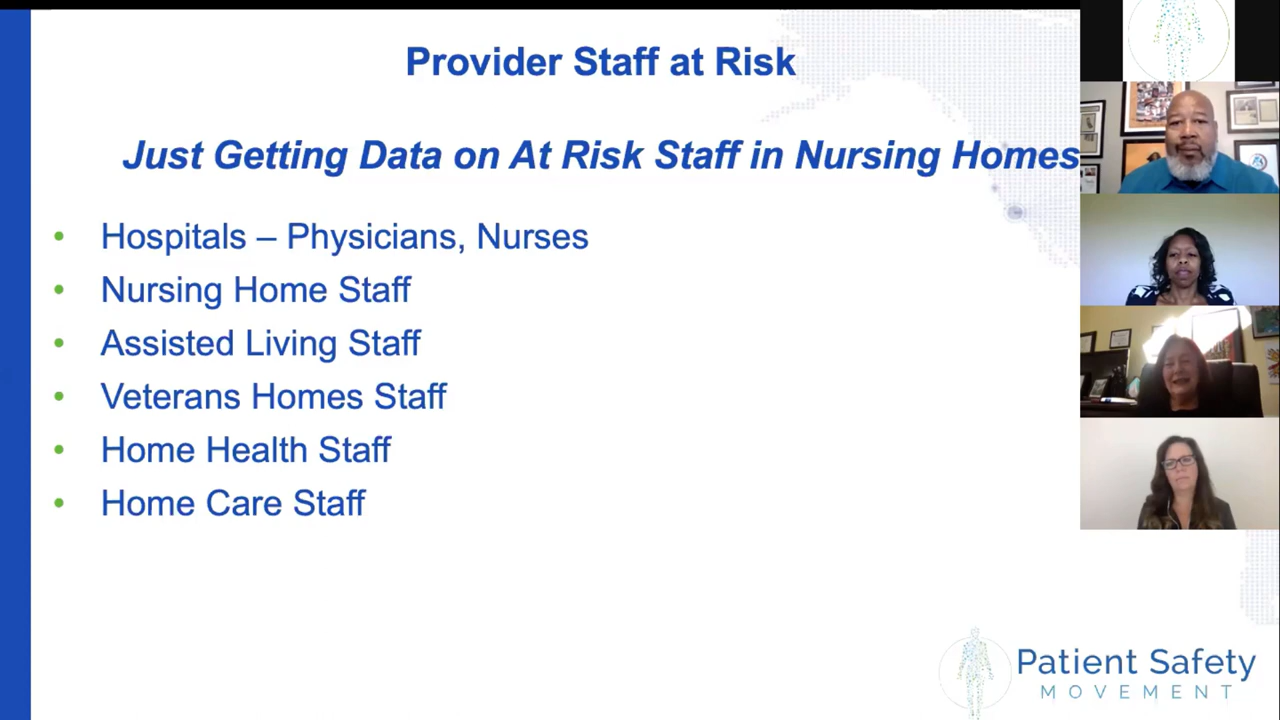 Provider Staff at Risk
Just Getting Data on At Risk Staff in Nursing Homes
• Hospitals – Physicians, Nurses
• Nursing Home Staff
• Assisted Living Staff
• Veterans Homes Staff
• Home Health Staff
• Home Care Staff
Patient Safety
MOVEMENT